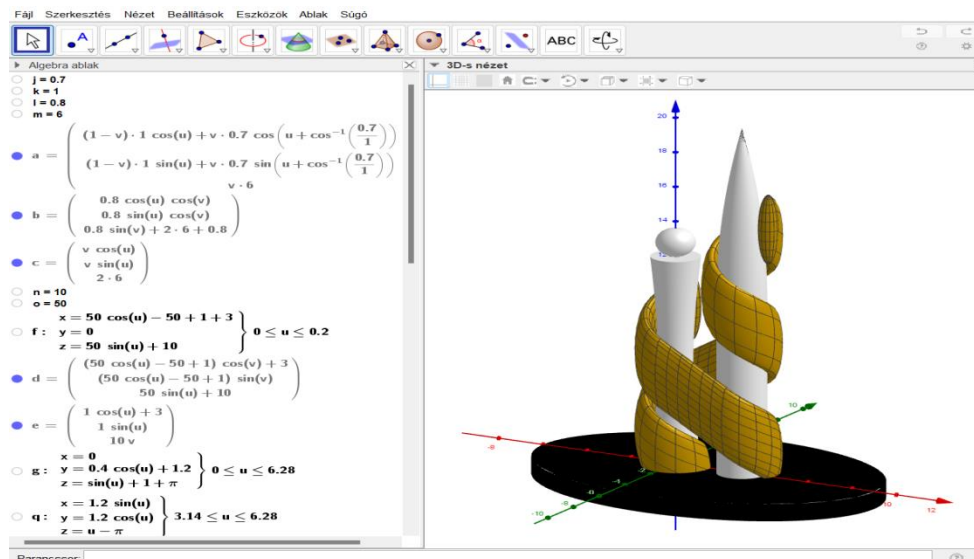 Fájl Szerkesztés Nézet Beállítások Eszközök Ablak Súgó
A ABC
Algebra ablak
j = 0.7
k = 1
l = 0.8
m = 6
a = ( (1 − v) · 1 cos(u) + v · 0.7 cos(u + cos⁻¹(0.7/1))
(1 − v) · 1 sin(u) + v · 0.7 sin(u + cos⁻¹(0.7/1))
v · 6 )
b = ( 0.8 cos(u) cos(v)
0.8 sin(u) cos(v)
0.8 sin(v) + 2 · 6 + 0.8 )
c = ( v cos(u)
v sin(u)
2 · 6 )
n = 10
o = 50
f : x = 50 cos(u) − 50 + 1 + 3
y = 0
z = 50 sin(u) + 10 } 0 ≤ u ≤ 0.2
d = ( (50 cos(u) − 50 + 1) cos(v) + 3
(50 cos(u) − 50 + 1) sin(v)
50 sin(u) + 10 )
e = ( 1 cos(u) + 3
1 sin(u)
10 v )
g : x = 0
y = 0.4 cos(u) + 1.2
z = sin(u) + 1 + π } 0 ≤ u ≤ 6.28
q : x = 1.2 sin(u)
y = 1.2 cos(u)
z = u − π } 3.14 ≤ u ≤ 6.28
Parancssor:
3D-s nézet
20
18
16
14
12
10
-8
-4
-6
-8
-10
10
12